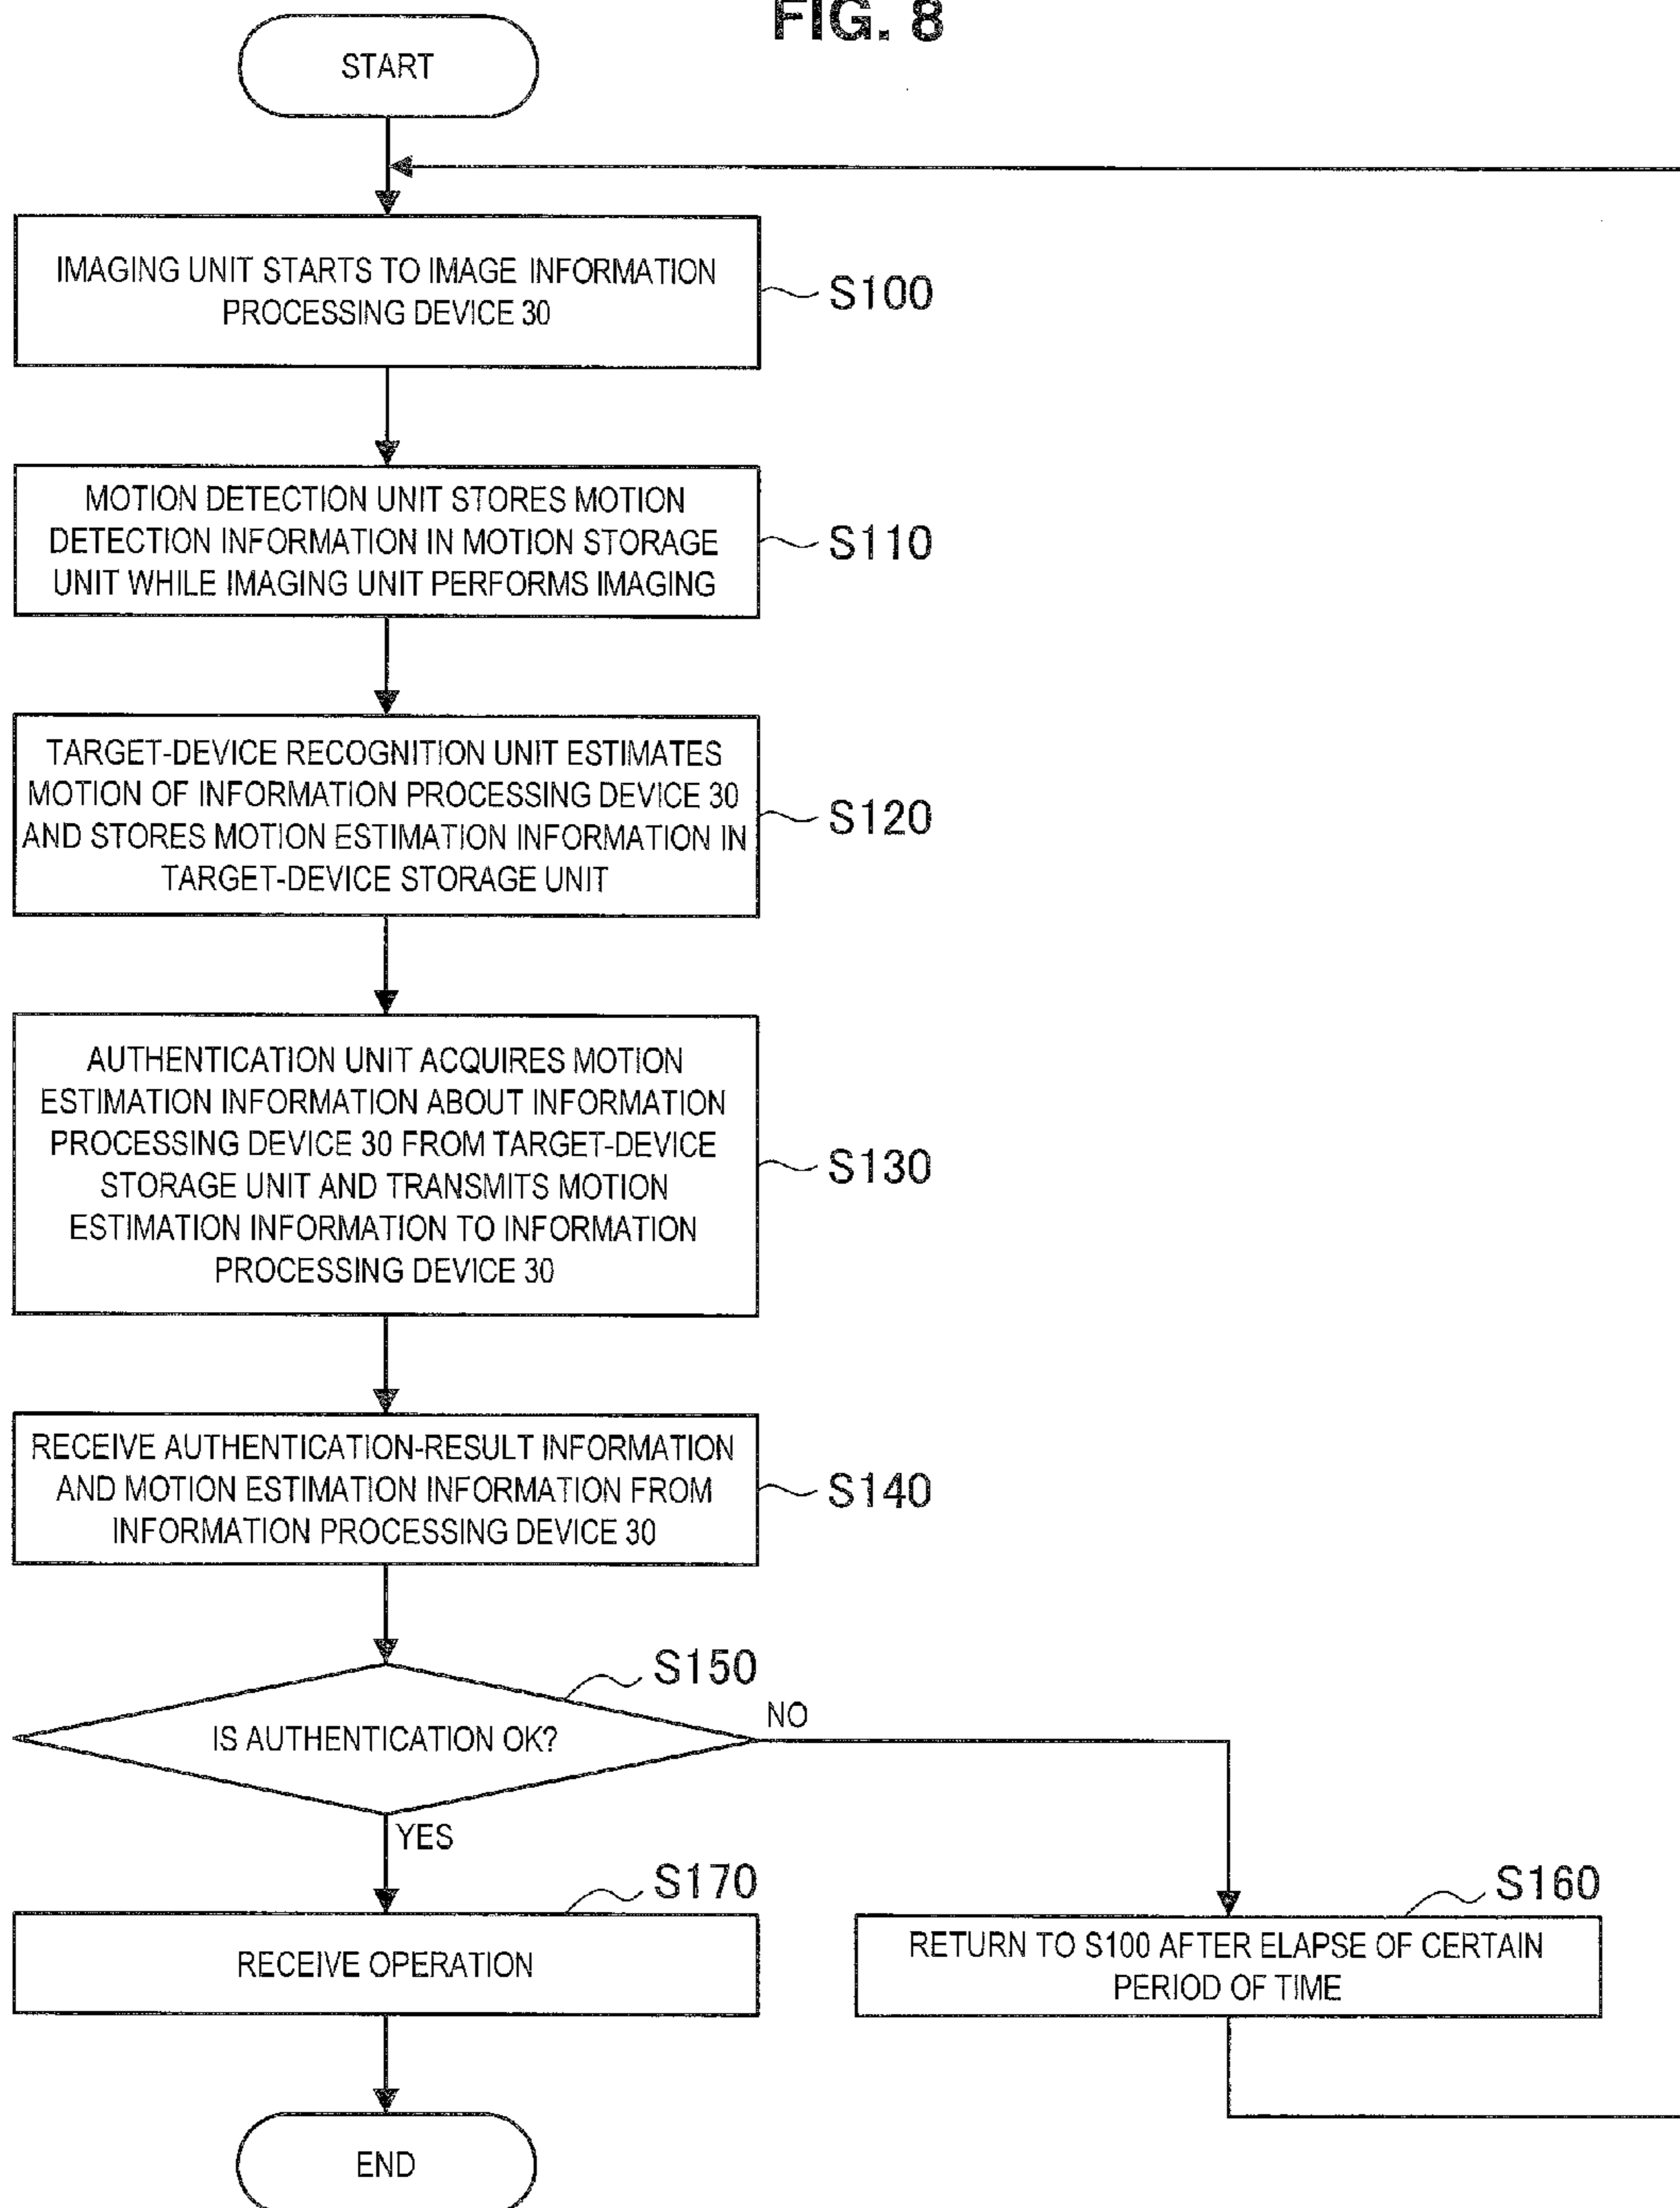 FIG. 8
START
IMAGING UNIT STARTS TO IMAGE INFORMATION
PROCESSING DEVICE 30
S100
MOTION DETECTION UNIT STORES MOTION
DETECTION INFORMATION IN MOTION STORAGE
UNIT WHILE IMAGING UNIT PERFORMS IMAGING
S110
TARGET-DEVICE RECOGNITION UNIT ESTIMATES
MOTION OF INFORMATION PROCESSING DEVICE 30
AND STORES MOTION ESTIMATION INFORMATION IN
TARGET-DEVICE STORAGE UNIT
S120
AUTHENTICATION UNIT ACQUIRES MOTION
ESTIMATION INFORMATION ABOUT INFORMATION
PROCESSING DEVICE 30 FROM TARGET-DEVICE
STORAGE UNIT AND TRANSMITS MOTION
ESTIMATION INFORMATION TO INFORMATION
PROCESSING DEVICE 30
S130
RECEIVE AUTHENTICATION-RESULT INFORMATION
AND MOTION ESTIMATION INFORMATION FROM
INFORMATION PROCESSING DEVICE 30
S140
S150
IS AUTHENTICATION OK?
NO
YES
S170
RECEIVE OPERATION
S160
RETURN TO S100 AFTER ELAPSE OF CERTAIN
PERIOD OF TIME
END